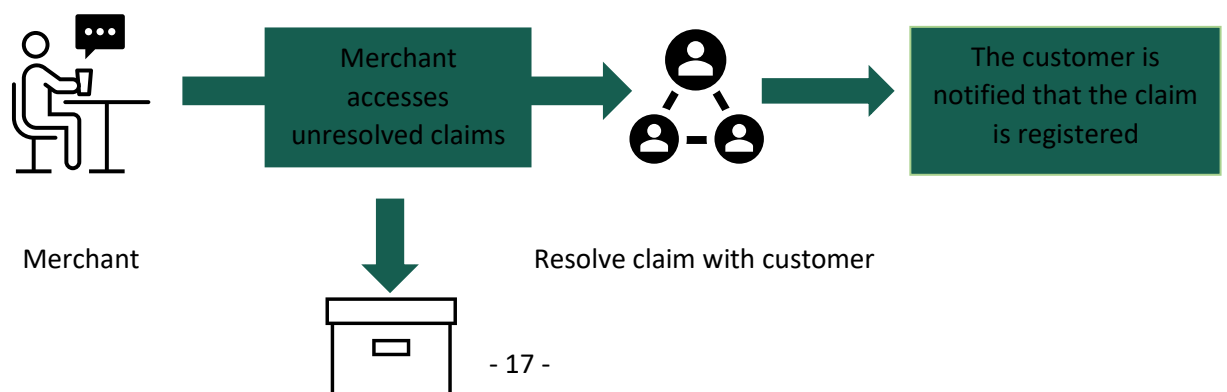 Merchant
accesses
unresolved claims
The customer is
notified that the claim
is registered
Merchant
Resolve claim with customer
- 17 -